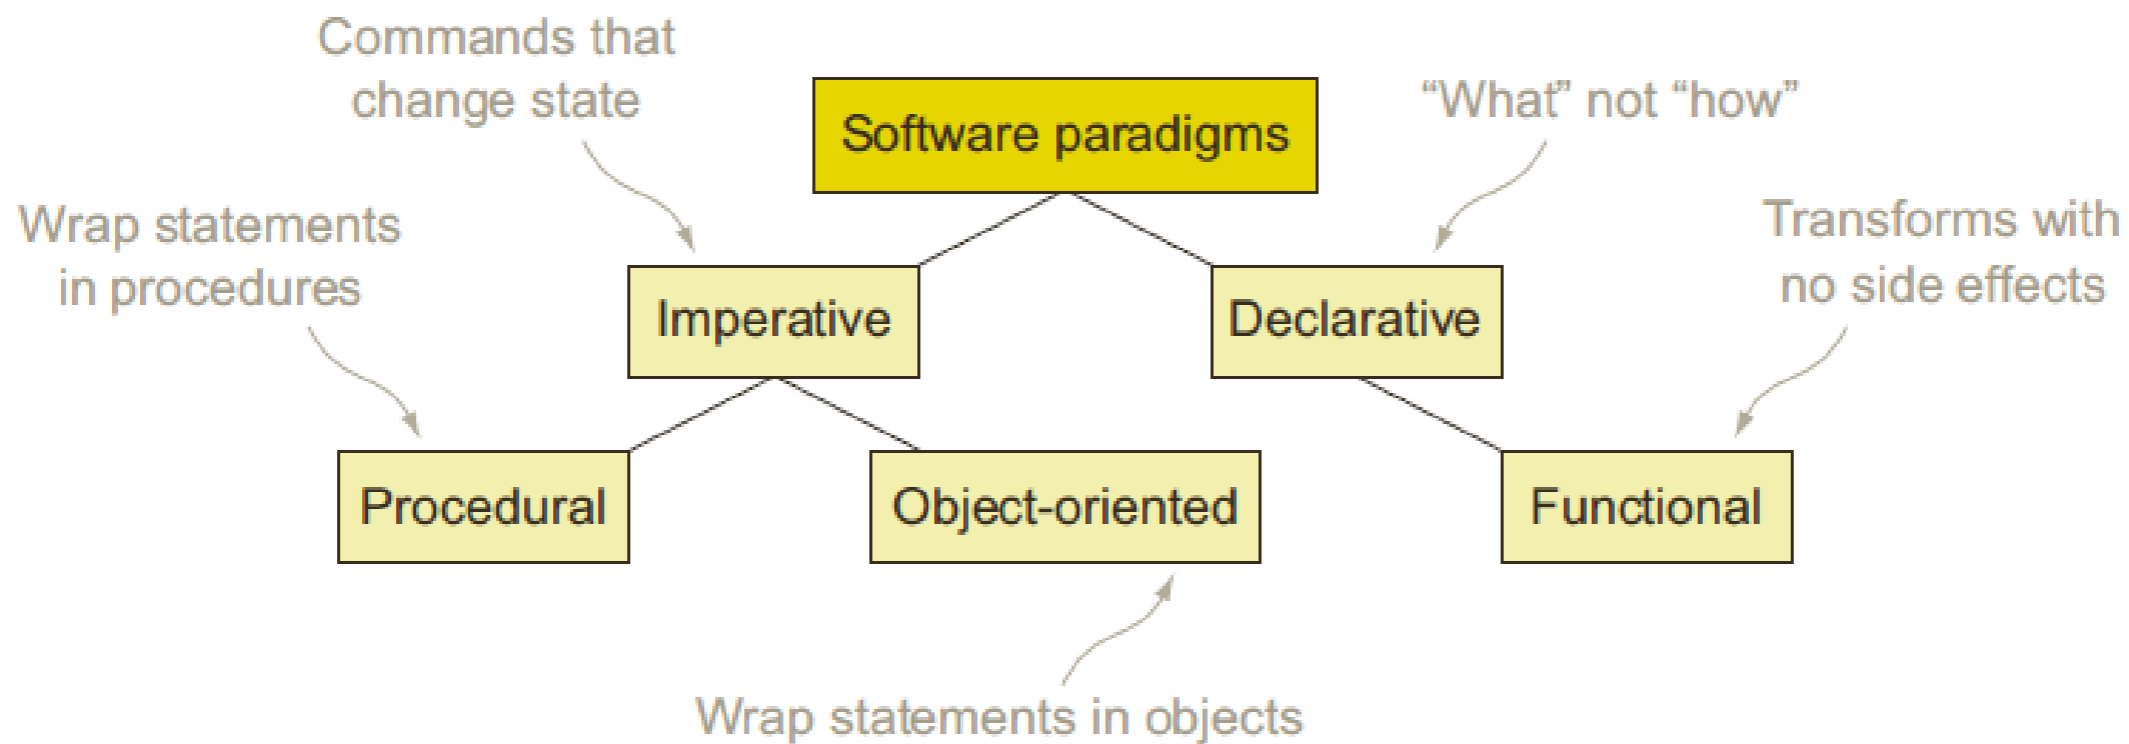 Commands that
change state
Software paradigms
“What” not “how”
Wrap statements
in procedures
Transforms with
no side effects
Imperative
Declarative
Procedural
Object-oriented
Functional
Wrap statements in objects